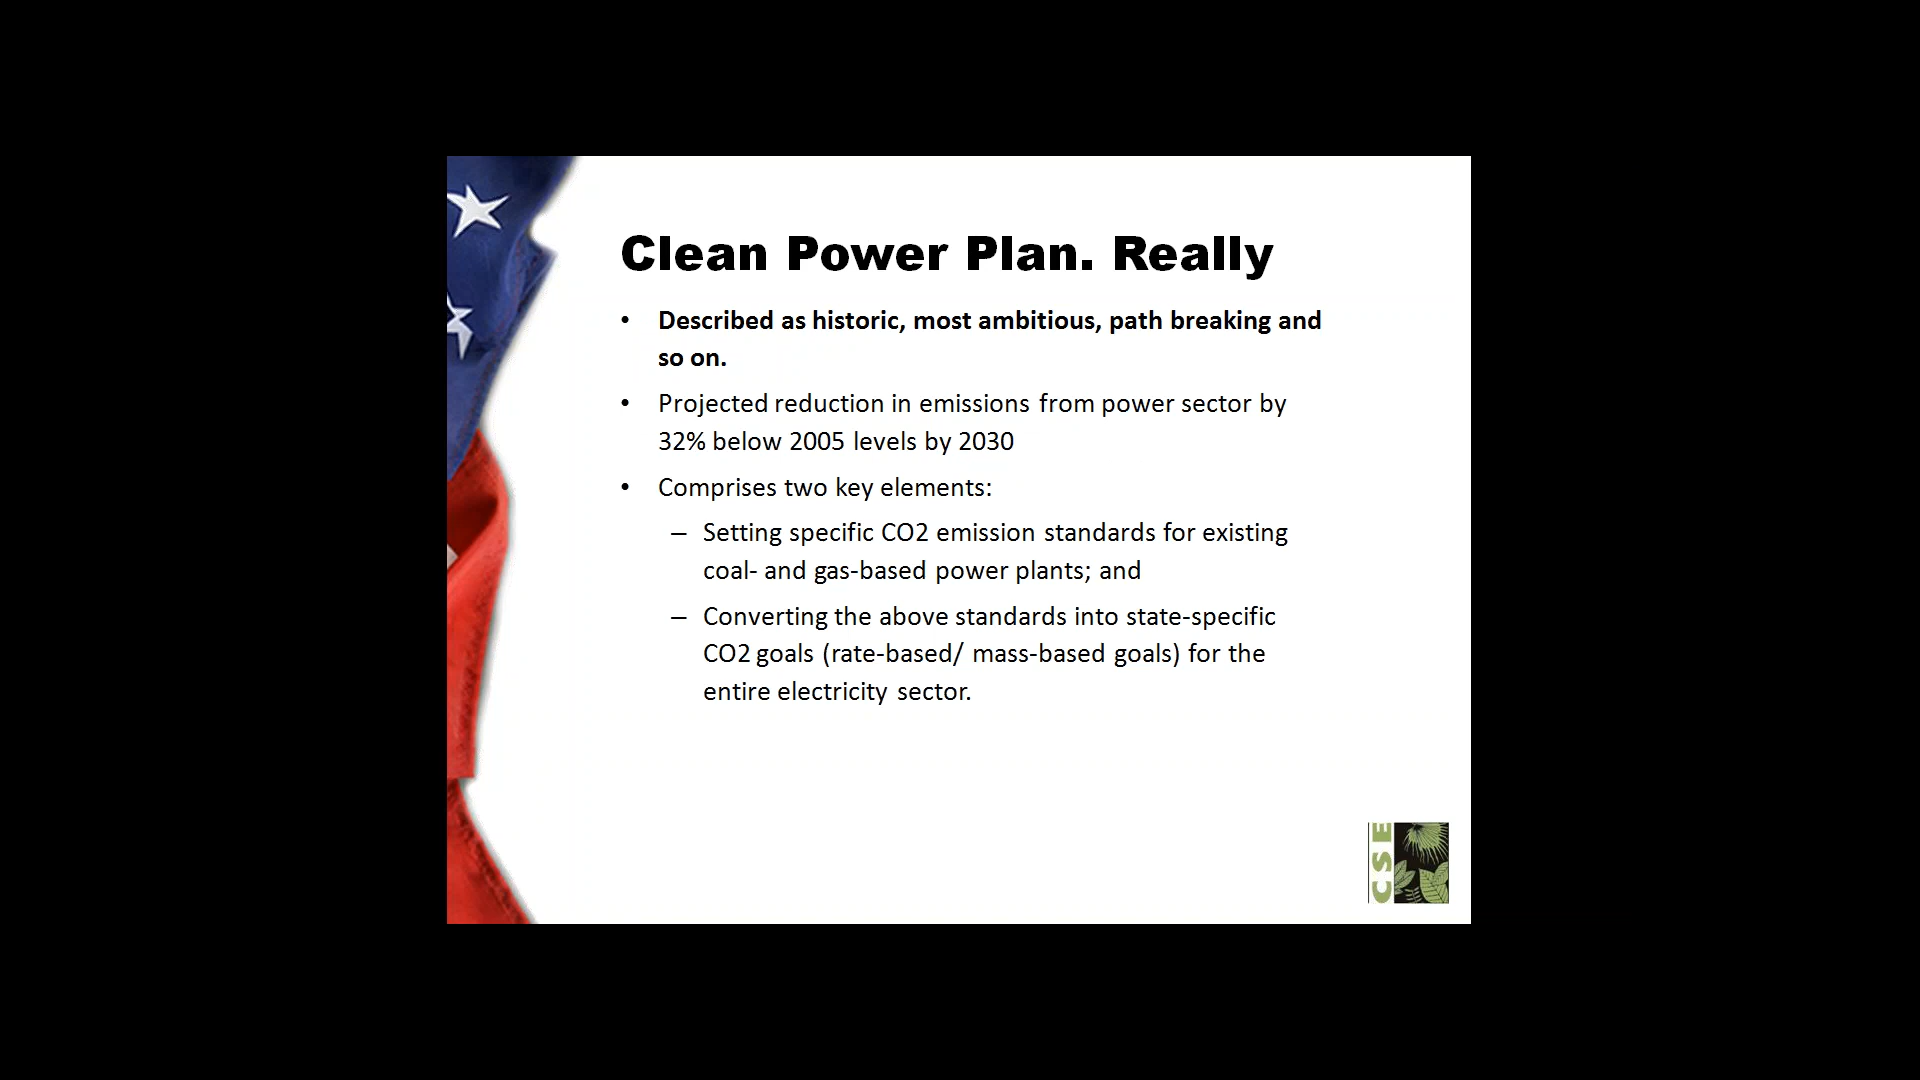 Clean Power Plan. Really
• Described as historic, most ambitious, path breaking and
so on.
• Projected reduction in emissions from power sector by
32% below 2005 levels by 2030
• Comprises two key elements:
– Setting specific CO2 emission standards for existing
coal- and gas-based power plants; and
– Converting the above standards into state-specific
CO2 goals (rate-based/ mass-based goals) for the
entire electricity sector.
CSE